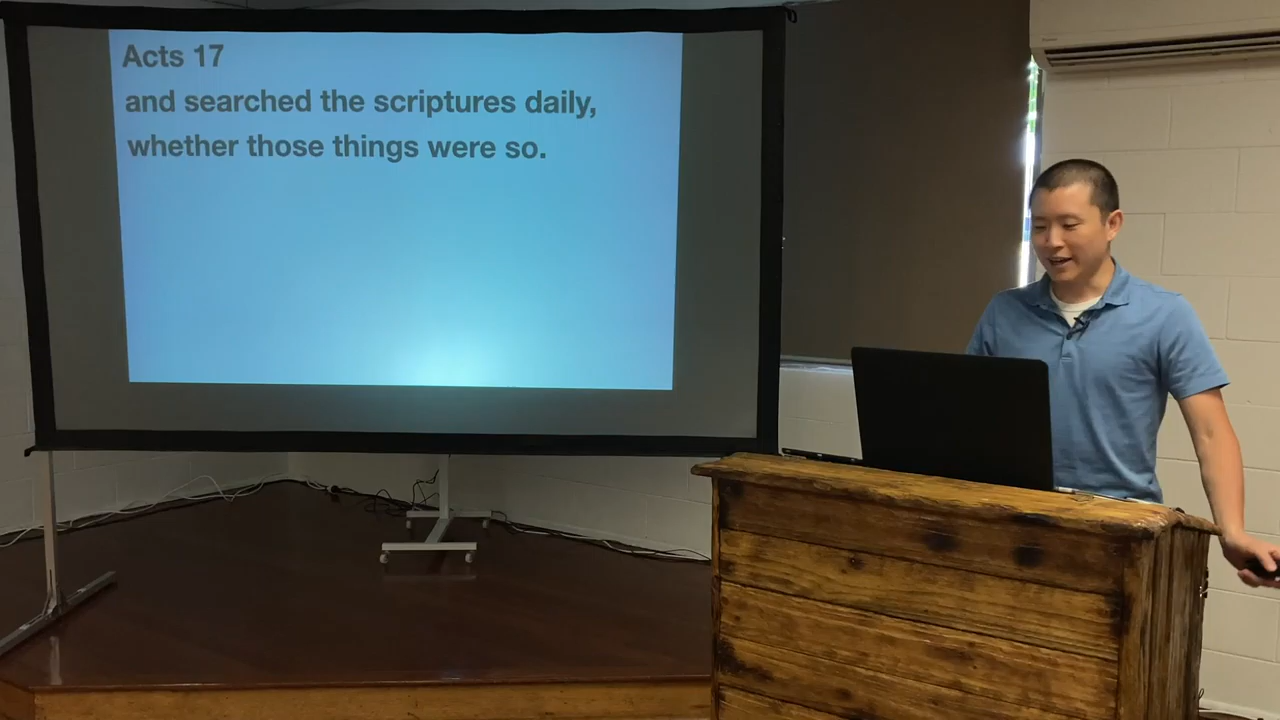 Acts 17
and searched the scriptures daily,
whether those things were so.